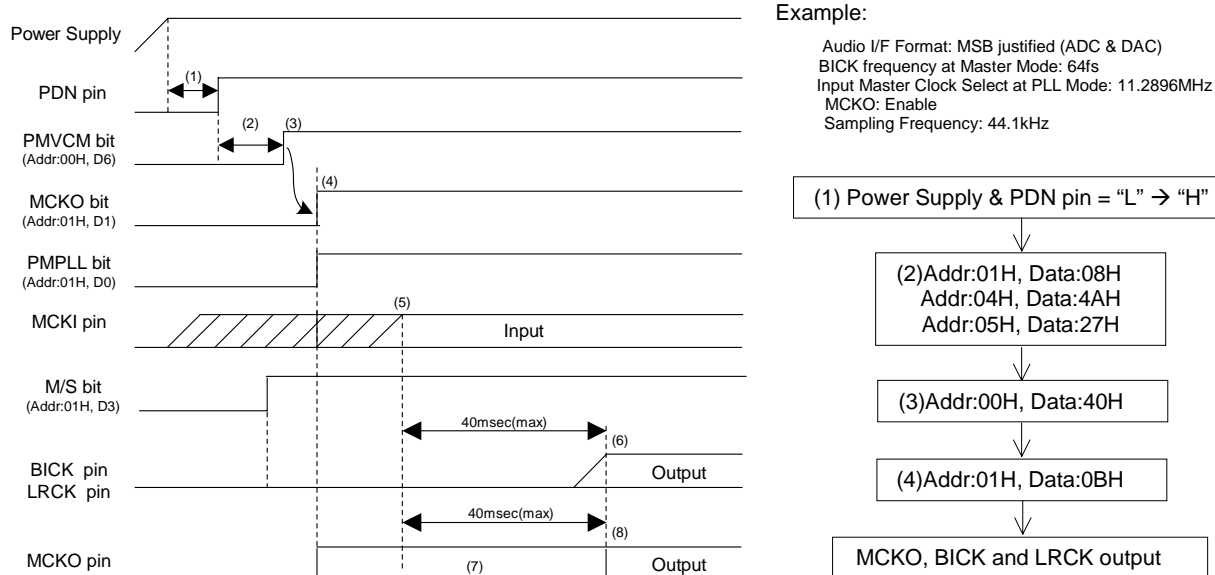 Power Supply
(1)
PDN pin
(2)
(3)
PMVCM bit
(Addr:00H, D6)
(4)
MCKO bit
(Addr:01H, D1)
PMPLL bit
(Addr:01H, D0)
(5)
MCKI pin
Input
M/S bit
(Addr:01H, D3)
40msec(max)
(6)
BICK pin
LRCK pin
Output
40msec(max)
(8)
MCKO pin
(7)
Output
Example:
Audio I/F Format: MSB justified (ADC & DAC)
BICK frequency at Master Mode: 64fs
Input Master Clock Select at PLL Mode: 11.2896MHz
MCKO: Enable
Sampling Frequency: 44.1kHz
(1) Power Supply & PDN pin = “L” → “H”
(2)Addr:01H, Data:08H
Addr:04H, Data:4AH
Addr:05H, Data:27H
(3)Addr:00H, Data:40H
(4)Addr:01H, Data:0BH
MCKO, BICK and LRCK output